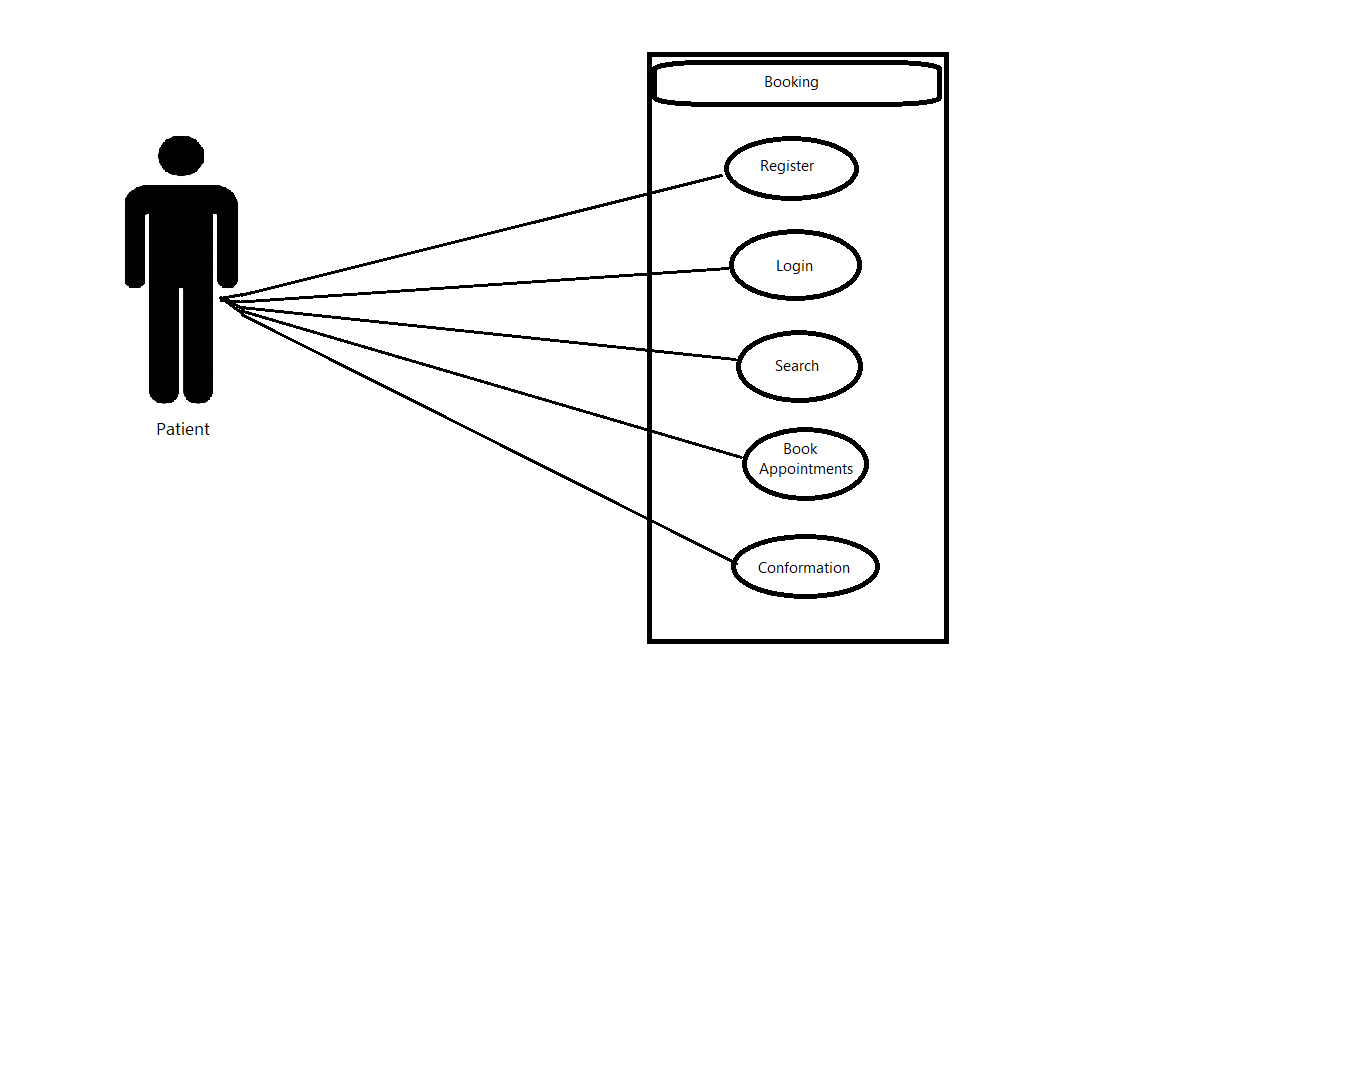 Booking
Register
Login
Search
Book
Appointments
Conformation
Patient